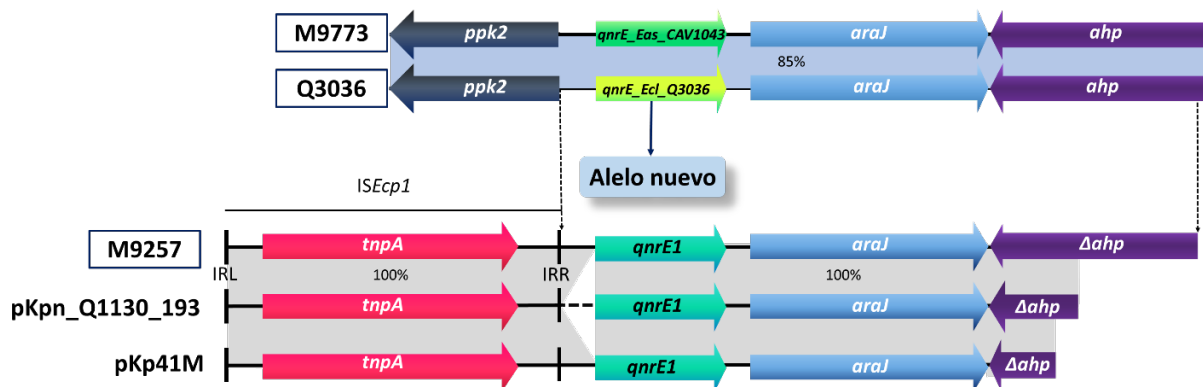 M9773 ppk2 qnrE_Eas_CAV1043 araJ ahp
85%
Q3036 ppk2 qnrE_Ecl_Q3036 araJ ahp
Alelo nuevo
ISEcp1
M9257 tnpA qnrE1 araJ Δahp
IRL 100% IRR 100%
pKpn_Q1130_193 tnpA qnrE1 araJ Δahp
pKp41M tnpA qnrE1 araJ Δahp